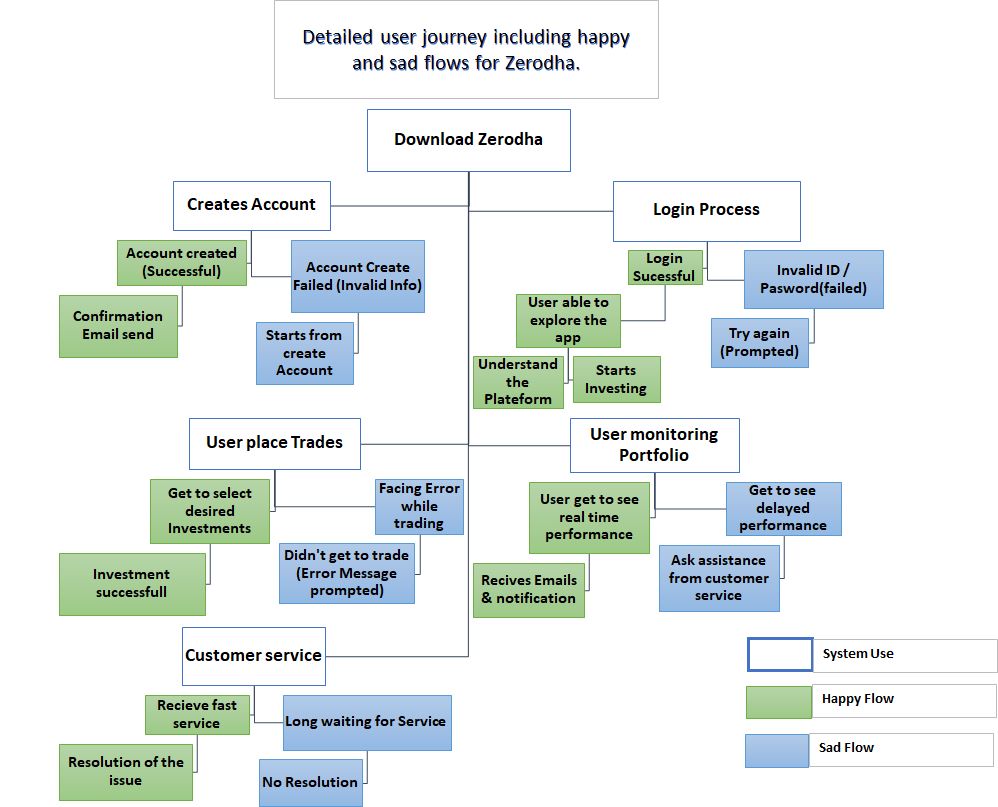 Detailed user journey including happy
and sad flows for Zerodha.
Download Zerodha
Creates Account
Login Process
Account created
(Successful)
Account Create
Failed (Invalid Info)
Confirmation
Email send
Starts from
create
Account
Login
Sucessful
Invalid ID /
Pasword(failed)
User able to
explore the
app
Try again
(Prompted)
Understand
the
Plateform
Starts
Investing
User place Trades
User monitoring
Portfolio
Get to select
desired
Investments
Facing Error
while
trading
Investment
successfull
Didn't get to trade
(Error Message
prompted)
User get to see
real time
performance
Get to see
delayed
performance
Recives Emails
& notification
Ask assistance
from customer
service
Customer service
Recieve fast
service
Long waiting for Service
Resolution of the
issue
No Resolution
System Use
Happy Flow
Sad Flow